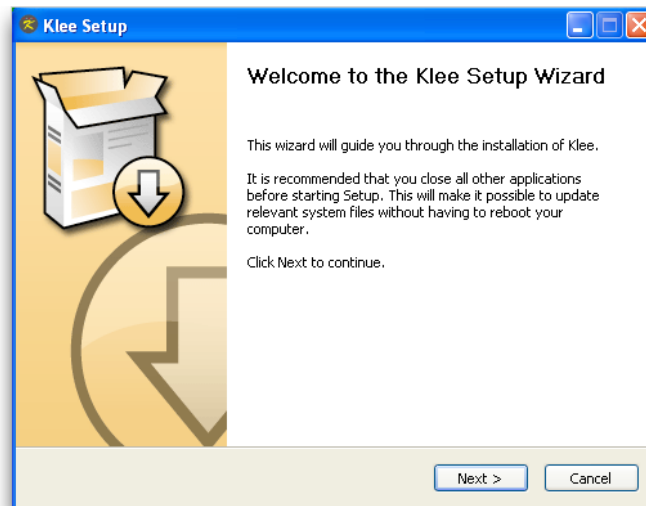 Klee Setup
Welcome to the Klee Setup Wizard
This wizard will guide you through the installation of Klee.
It is recommended that you close all other applications
before starting Setup. This will make it possible to update
relevant system files without having to reboot your
computer.
Click Next to continue.
Next >
Cancel